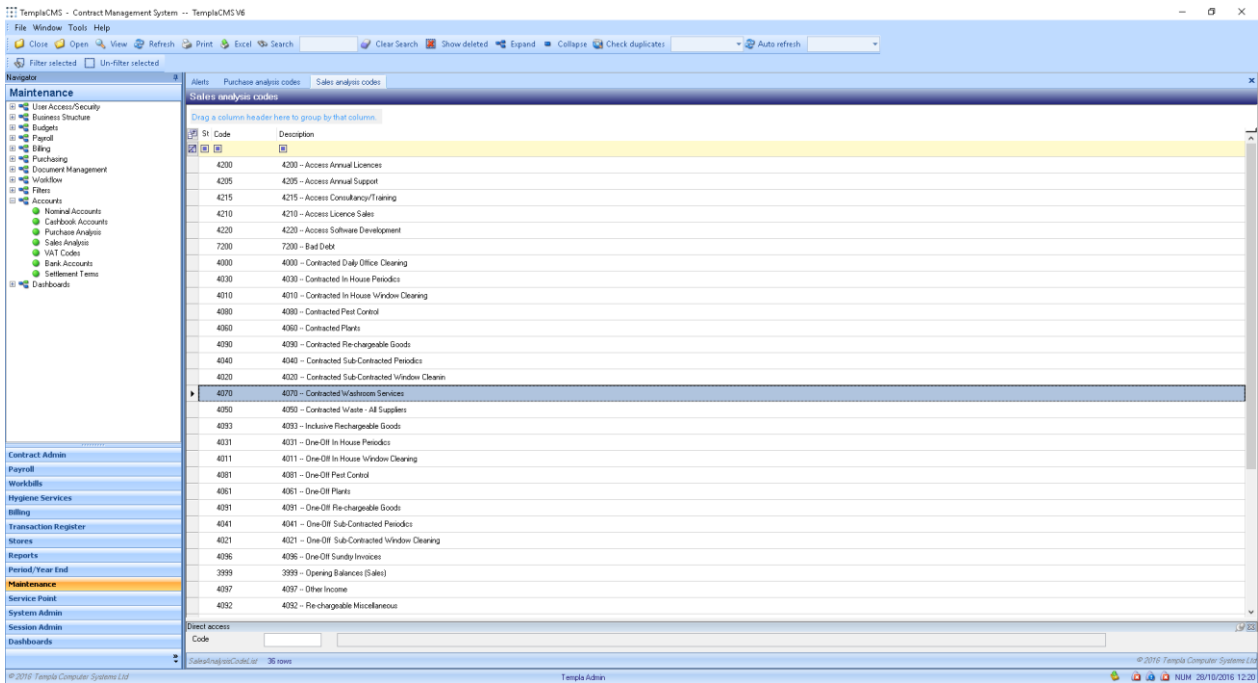 TemplaCMS - Contract Management System -- TemplaCMS V6
File Window Tools Help
Close Open View Refresh Print Excel Search Clear Search Show deleted Expand Collapse Check duplicates Auto refresh
Filter selected Un-filter selected
Navigator
Maintenance
User Access/Security
Business Structure
Budgets
Payroll
Billing
Purchasing
Document Management
Workflow
Filters
Accounts
Nominal Accounts
Cashbook Accounts
Purchase Analysis
Sales Analysis
VAT Codes
Bank Accounts
Settlement Terms
Dashboards
Contract Admin
Payroll
Workbills
Hygiene Services
Billing
Transaction Register
Stores
Reports
Period/Year End
Maintenance
Service Point
System Admin
Session Admin
Dashboards
Alerts Purchase analysis codes Sales analysis codes
Sales analysis codes
Drag a column header here to group by that column.
St Code Description
4200 4200 -- Access Annual Licences
4205 4205 -- Access Annual Support
4215 4215 -- Access Consultancy/Training
4210 4210 -- Access Licence Sales
4220 4220 -- Access Software Development
7200 7200 -- Bad Debt
4000 4000 -- Contracted Daily Office Cleaning
4030 4030 -- Contracted In House Periodics
4010 4010 -- Contracted In House Window Cleaning
4080 4080 -- Contracted Pest Control
4060 4060 -- Contracted Plants
4090 4090 -- Contracted Re-chargeable Goods
4040 4040 -- Contracted Sub-Contracted Periodics
4020 4020 -- Contracted Sub-Contracted Window Cleanin
4070 4070 -- Contracted Washroom Services
4050 4050 -- Contracted Waste - All Suppliers
4093 4093 -- Inclusive Rechargeable Goods
4031 4031 -- One-Off In House Periodics
4011 4011 -- One-Off In House Window Cleaning
4081 4081 -- One-Off Pest Control
4061 4061 -- One-Off Plants
4091 4091 -- One-Off Re-chargeable Goods
4041 4041 -- One-Off Sub-Contracted Periodics
4021 4021 -- One-Off Sub-Contracted Window Cleaning
4096 4096 -- One-Off Sundry Invoices
3999 3999 -- Opening Balances (Sales)
4097 4097 -- Other Income
4092 4092 -- Re-chargeable Miscellaneous
Direct access
Code
SalesAnalysisCodeList 36 rows © 2016 Templa Computer Systems Ltd
© 2016 Templa Computer Systems Ltd Templa Admin NUM 28/10/2016 12:20